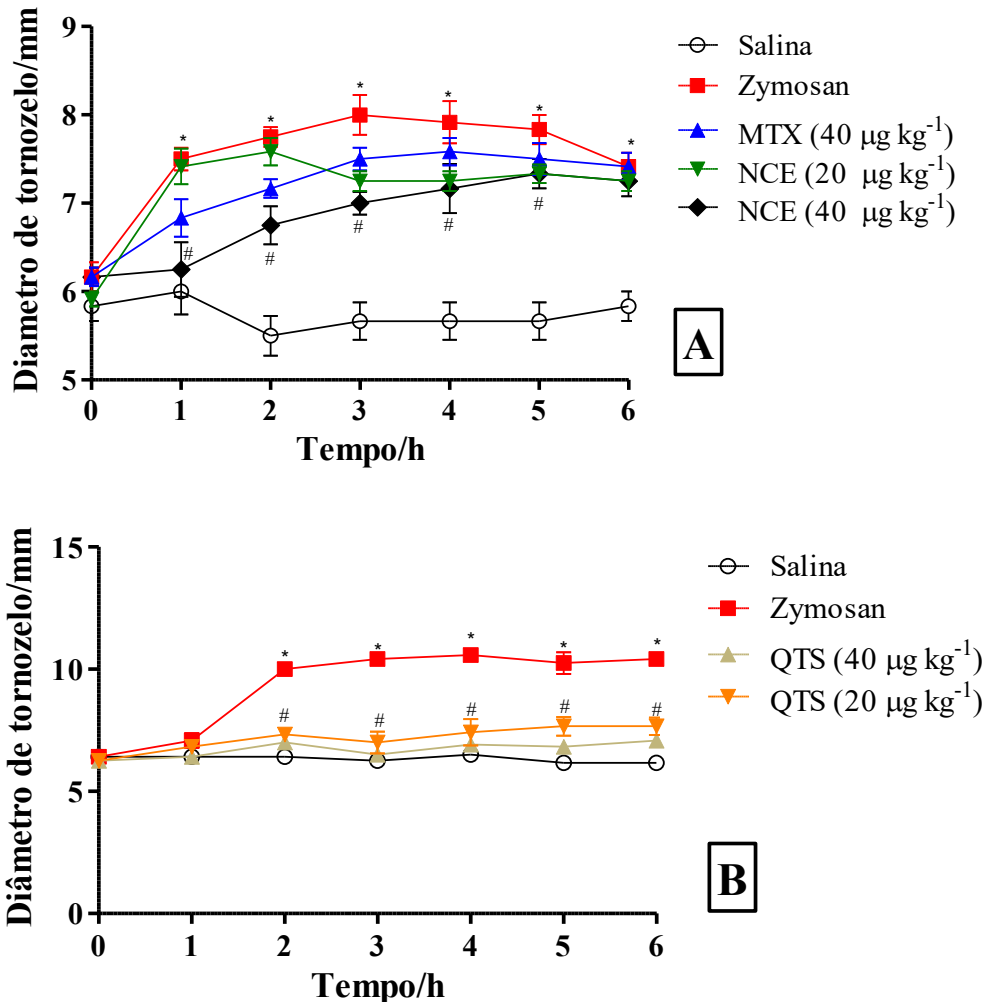 Diametro de tornozelo/mm
9
8
7
6
5
* * * * * *
# # # # #
0 1 2 3 4 5 6
Tempo/h
Salina
Zymosan
MTX (40 μg kg⁻¹)
NCE (20 μg kg⁻¹)
NCE (40 μg kg⁻¹)
A
Diâmetro de tornozelo/mm
15
10
5
0
* * * * *
# # # # #
0 1 2 3 4 5 6
Tempo/h
Salina
Zymosan
QTS (40 μg kg⁻¹)
QTS (20 μg kg⁻¹)
B